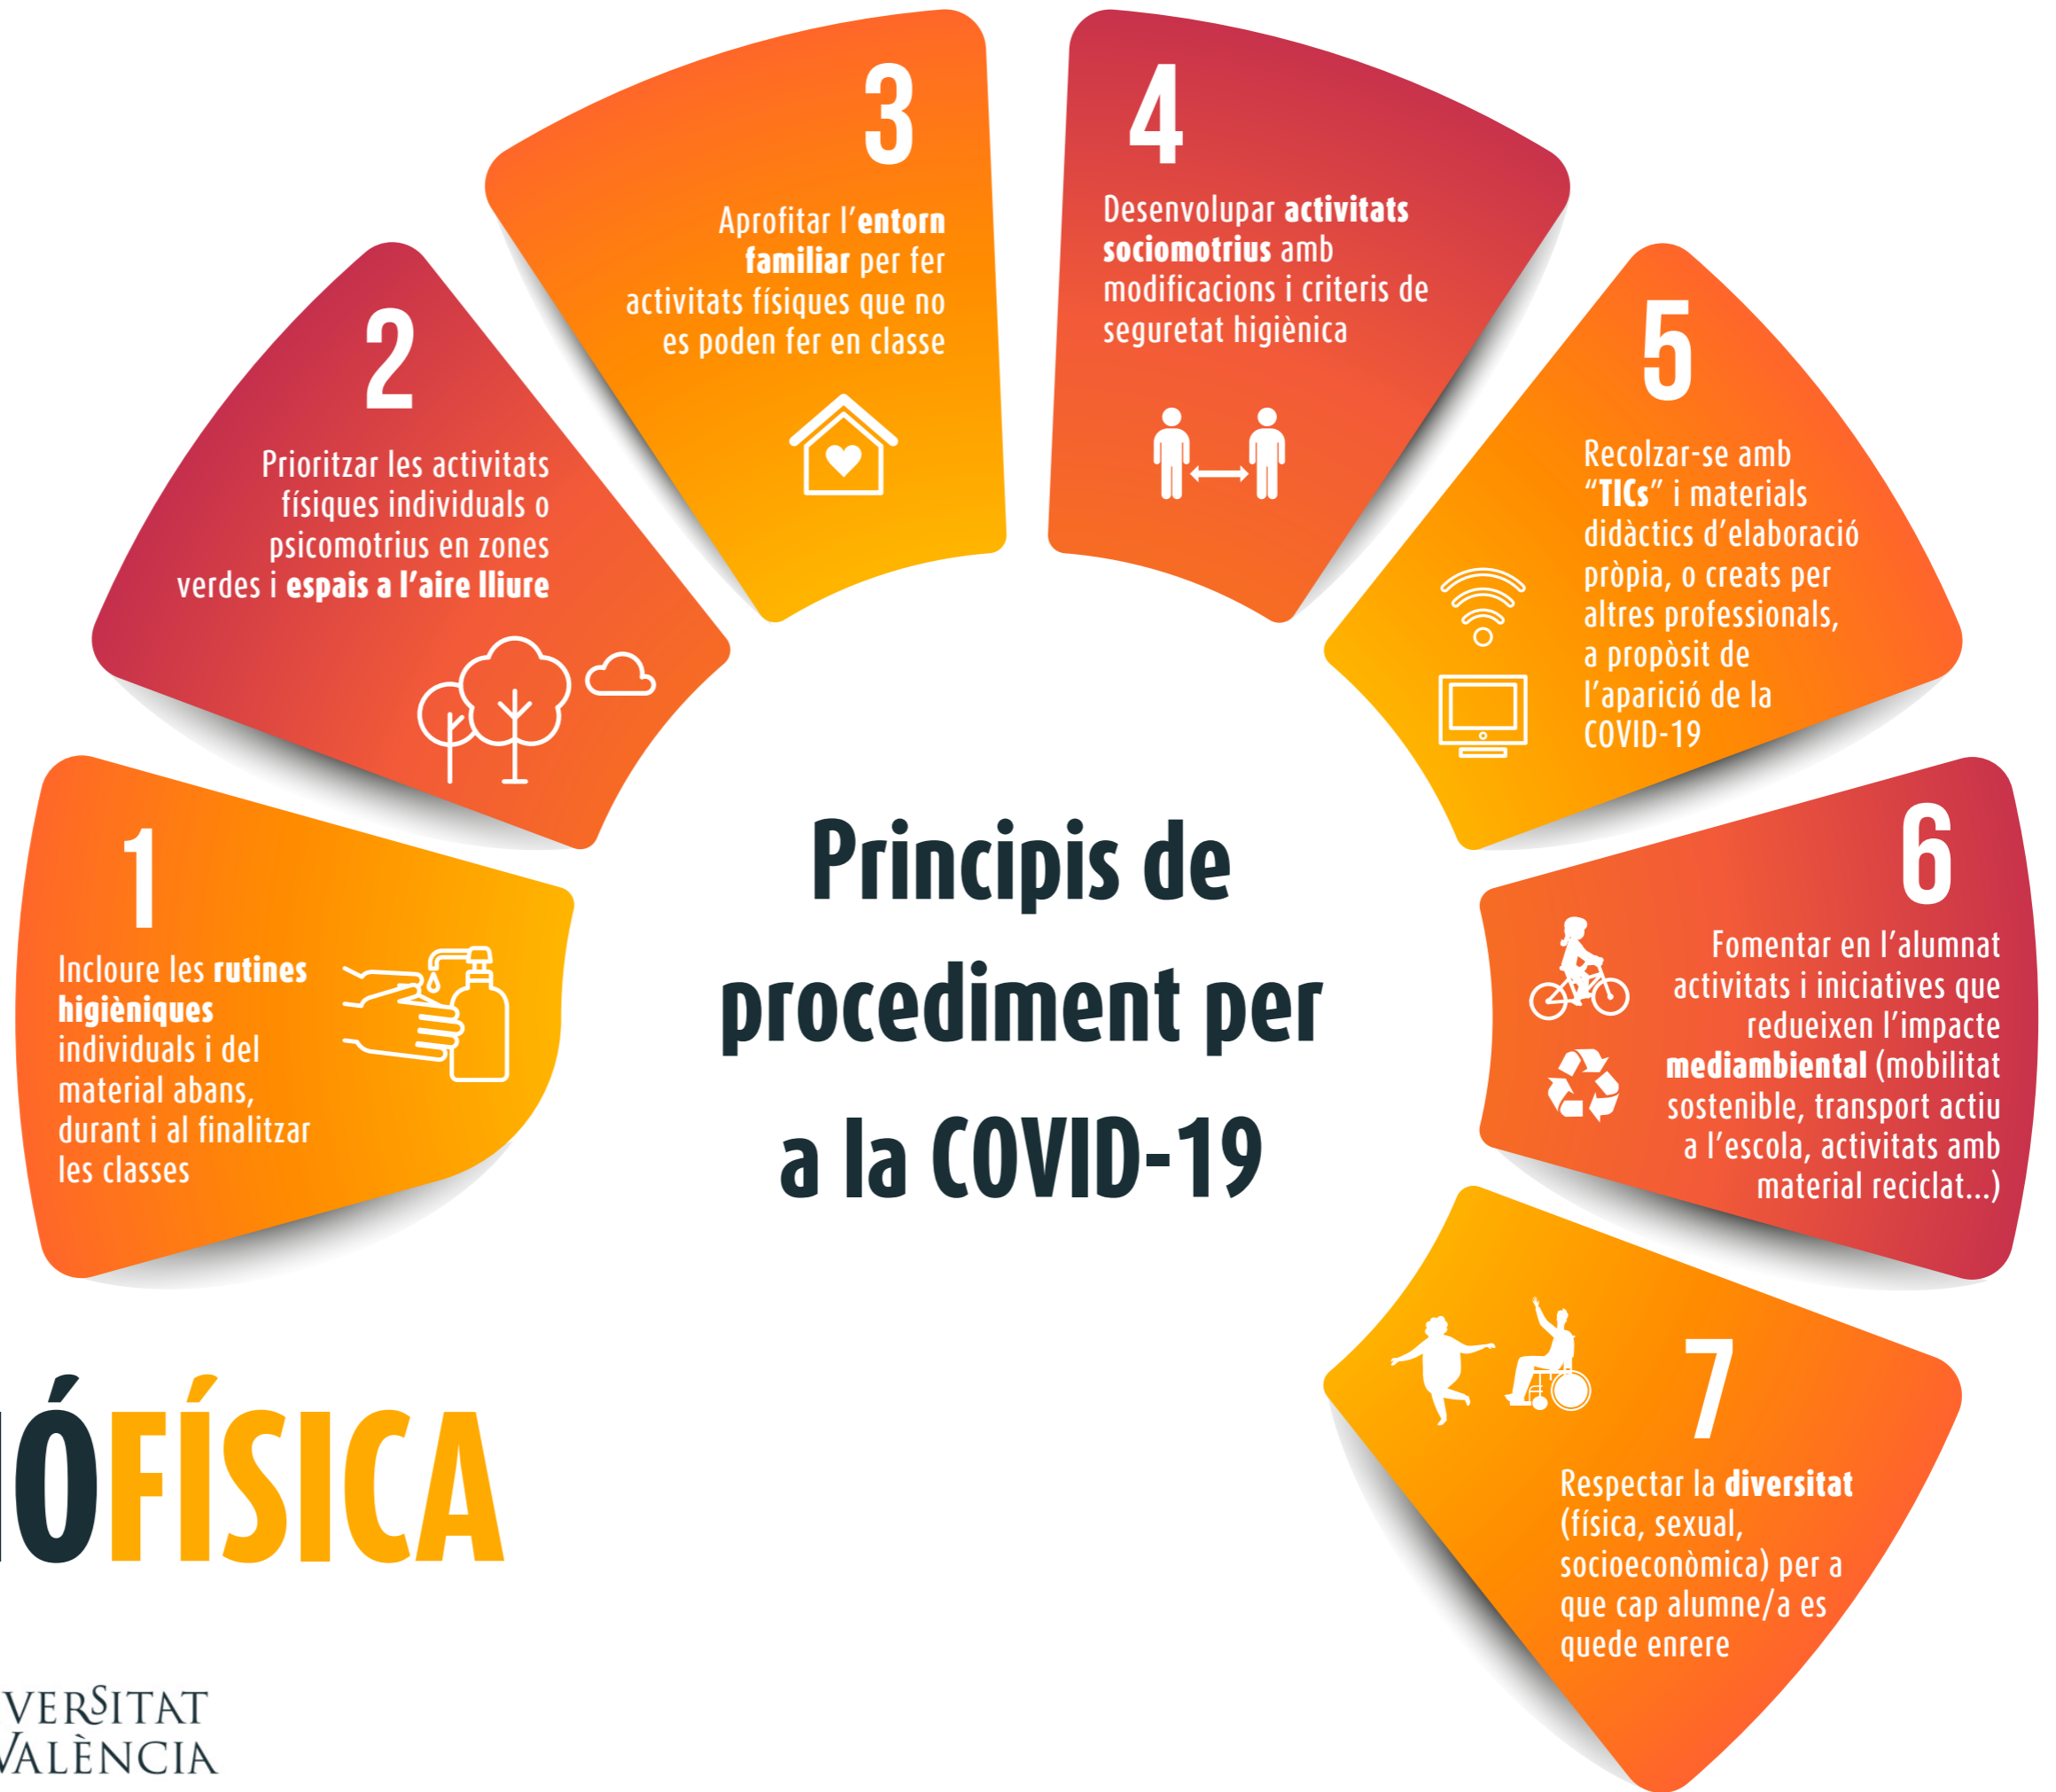 1
Incloure les rutines
higièniques
individuals i del
material abans,
durant i al finalitzar
les classes
2
Prioritzar les activitats
físiques individuals o
psicomotrius en zones
verdes i espais a l'aire lliure
3
Aprofitar l'entorn
familiar per fer
activitats físiques que no
es poden fer en classe
4
Desenvolupar activitats
sociomotrius amb
modificacions i criteris de
seguretat higiènica
5
Recolzar-se amb
"TICs" i materials
didàctics d'elaboració
pròpia, o creats per
altres professionals,
a propòsit de
l'aparició de la
COVID-19
6
Fomentar en l'alumnat
activitats i iniciatives que
redueixen l'impacte
mediambiental (mobilitat
sostenible, transport actiu
a l'escola, activitats amb
material reciclat...)
7
Respectar la diversitat
(física, sexual,
socioeconòmica) per a
que cap alumne/a es
quede enrere
Principis de
procediment per
a la COVID-19
ÓFÍSICA
VERSITAT
VALÈNCIA